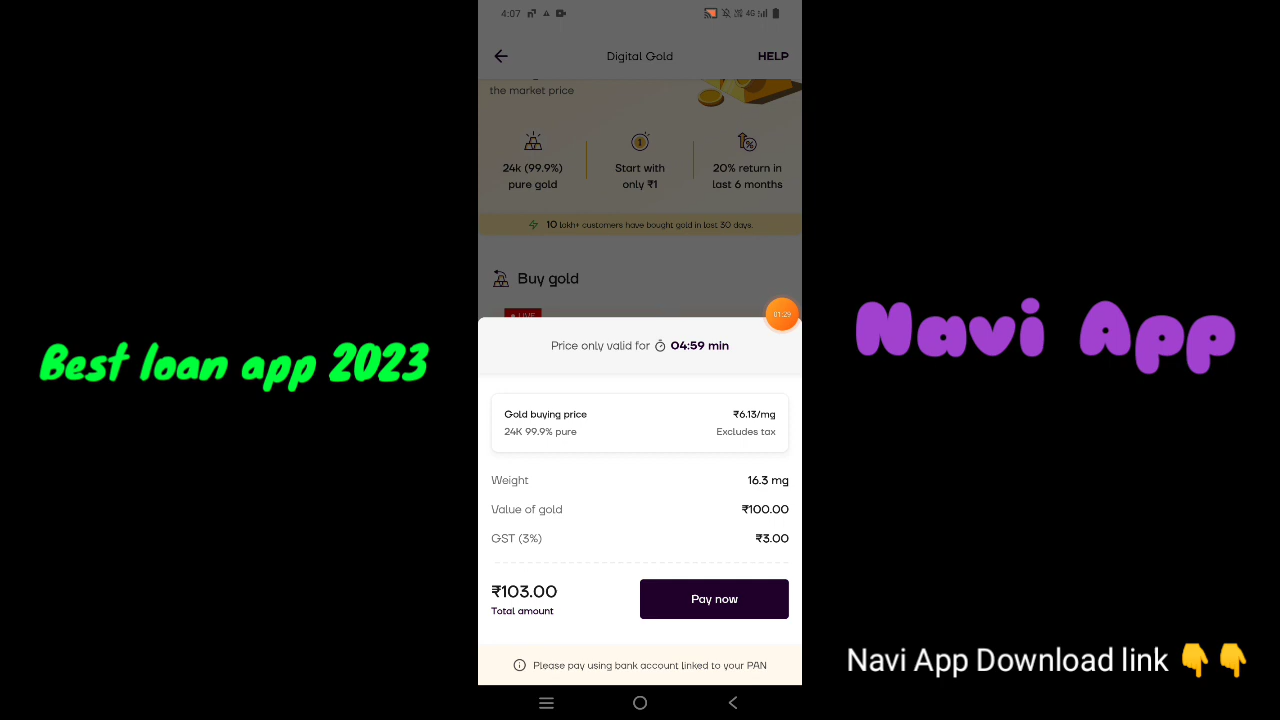 4:07
4G
Digital Gold
HELP
the market price
24k (99.9%)
pure gold
Start with
only ₹1
20% return in
last 6 months
10 lakh+ customers have bought gold in last 30 days.
Buy gold
LIVE
01:29
Price only valid for 04:59 min
Gold buying price ₹6.13/mg
24K 99.9% pure Excludes tax
Weight 16.3 mg
Value of gold ₹100.00
GST (3%) ₹3.00
₹103.00
Total amount
Pay now
Please pay using bank account linked to your PAN
Best loan app 2023
Navi App
Navi App Download link 👇👇